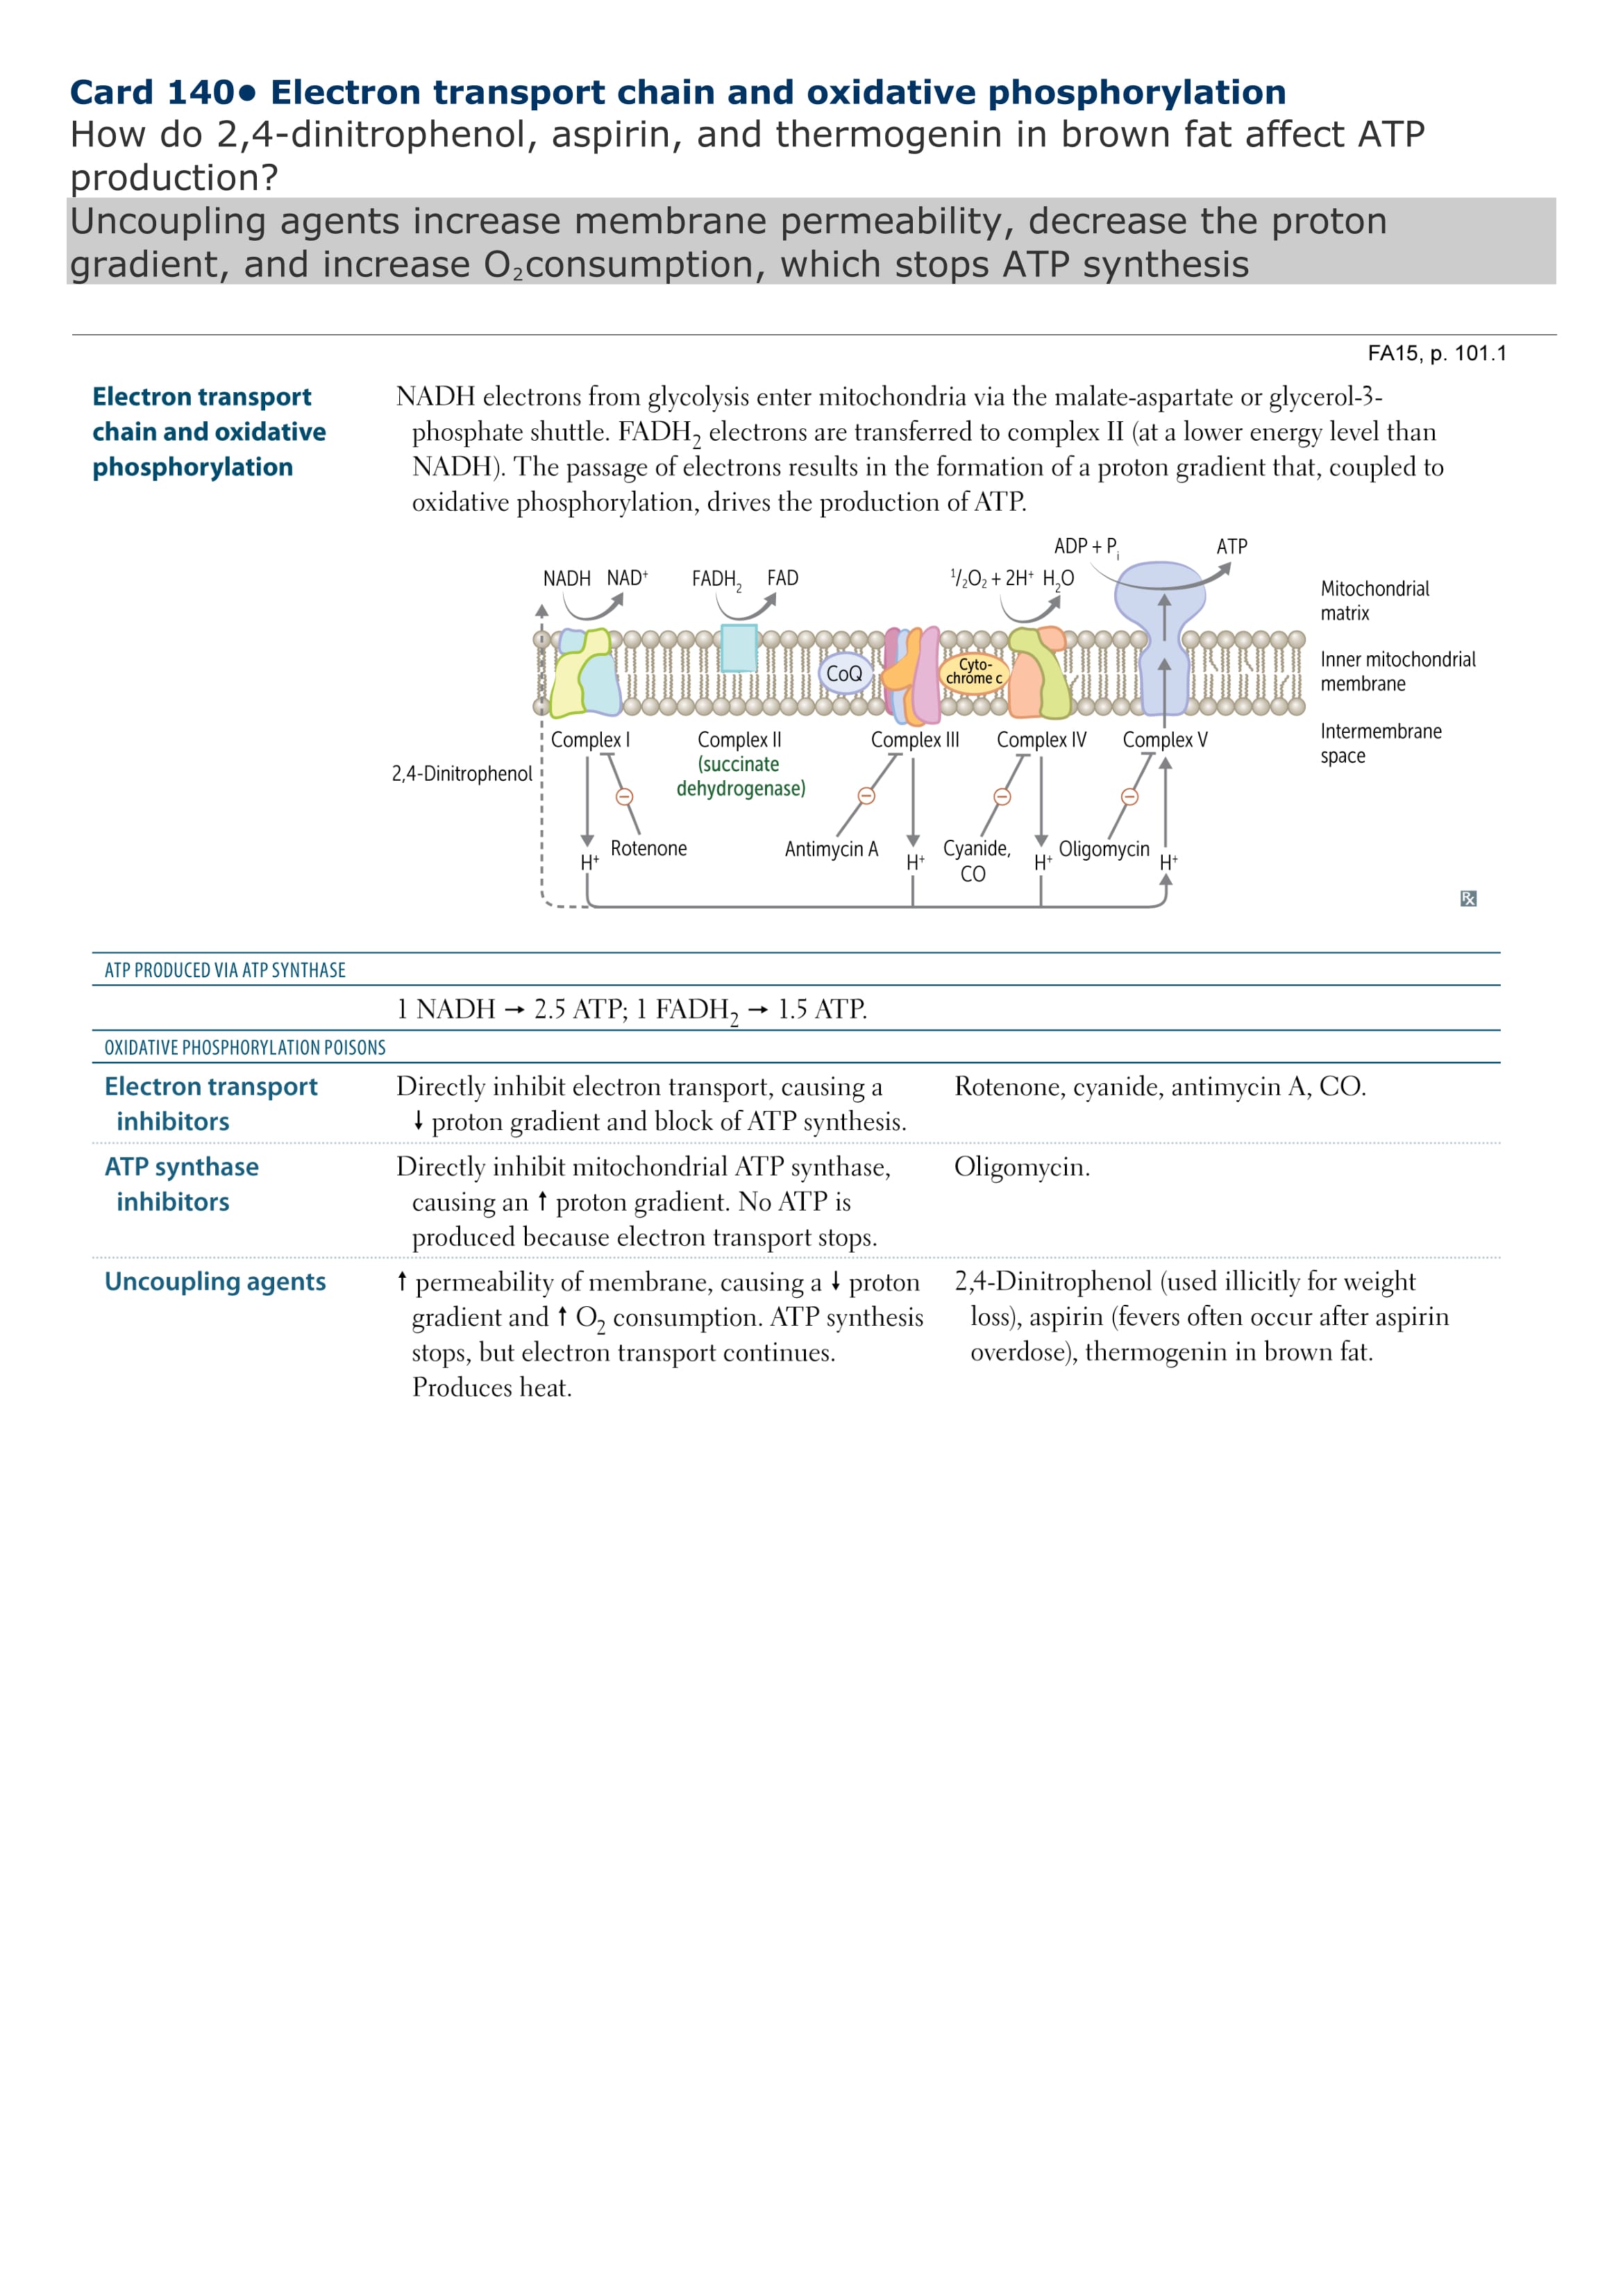 Card 140● Electron transport chain and oxidative phosphorylation
How do 2,4-dinitrophenol, aspirin, and thermogenin in brown fat affect ATP
production?
Uncoupling agents increase membrane permeability, decrease the proton
gradient, and increase O₂consumption, which stops ATP synthesis
FA15, p. 101.1
Electron transport
chain and oxidative
phosphorylation
NADH electrons from glycolysis enter mitochondria via the malate-aspartate or glycerol-3-
phosphate shuttle. FADH₂ electrons are transferred to complex II (at a lower energy level than
NADH). The passage of electrons results in the formation of a proton gradient that, coupled to
oxidative phosphorylation, drives the production of ATP.
ADP + Pᵢ ATP
NADH NAD⁺ FADH₂ FAD ¹/₂O₂ + 2H⁺ H₂O
Mitochondrial
matrix
CoQ
Cyto-
chrome c
Inner mitochondrial
membrane
Intermembrane
space
Complex I Complex II Complex III Complex IV Complex V
(succinate
dehydrogenase)
2,4-Dinitrophenol
Rotenone Antimycin A Cyanide,
CO
Oligomycin
H⁺ H⁺ H⁺ H⁺
Rx
ATP PRODUCED VIA ATP SYNTHASE
1 NADH → 2.5 ATP; 1 FADH₂ → 1.5 ATP.
OXIDATIVE PHOSPHORYLATION POISONS
Electron transport
inhibitors
Directly inhibit electron transport, causing a
↓ proton gradient and block of ATP synthesis.
Rotenone, cyanide, antimycin A, CO.
ATP synthase
inhibitors
Directly inhibit mitochondrial ATP synthase,
causing an ↑ proton gradient. No ATP is
produced because electron transport stops.
Oligomycin.
Uncoupling agents
↑ permeability of membrane, causing a ↓ proton
gradient and ↑ O₂ consumption. ATP synthesis
stops, but electron transport continues.
Produces heat.
2,4-Dinitrophenol (used illicitly for weight
loss), aspirin (fevers often occur after aspirin
overdose), thermogenin in brown fat.